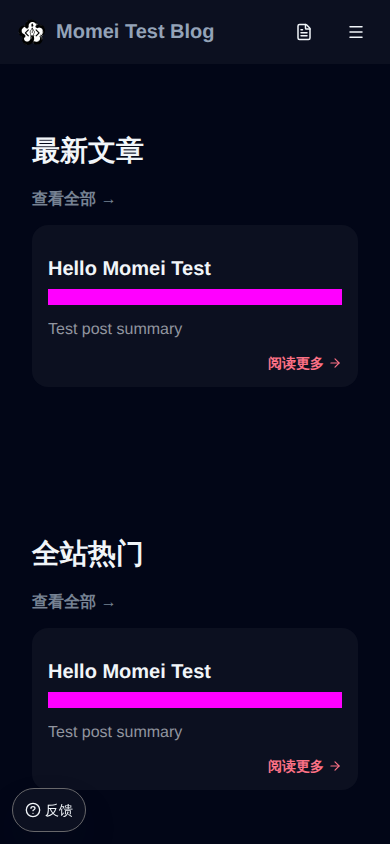 Momei Test Blog
最新文章
查看全部 →
Hello Momei Test
Test post summary
阅读更多 →
全站热门
查看全部 →
Hello Momei Test
Test post summary
阅读更多 →
反馈